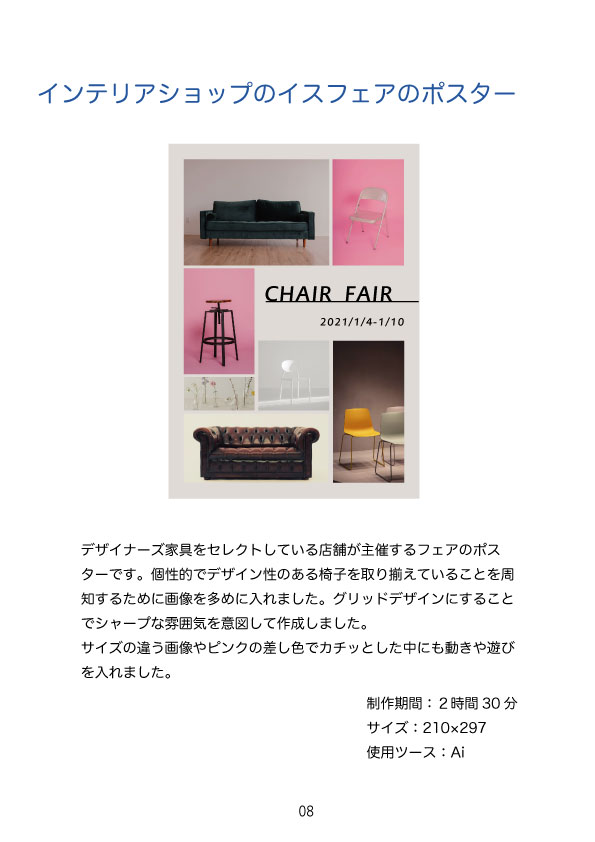 インテリアショップのイスフェアのポスター
CHAIR FAIR
2021/1/4-1/10
デザイナーズ家具をセレクトしている店舗が主催するフェアのポス
ターです。個性的でデザイン性のある椅子を取り揃えていることを周
知するために画像を多めに入れました。グリッドデザインにすること
でシャープな雰囲気を意図して作成しました。
サイズの違う画像やピンクの差し色でカチッとした中にも動きや遊び
を入れました。
制作期間：２時間 30 分
サイズ：210×297
使用ツース：Ai
08